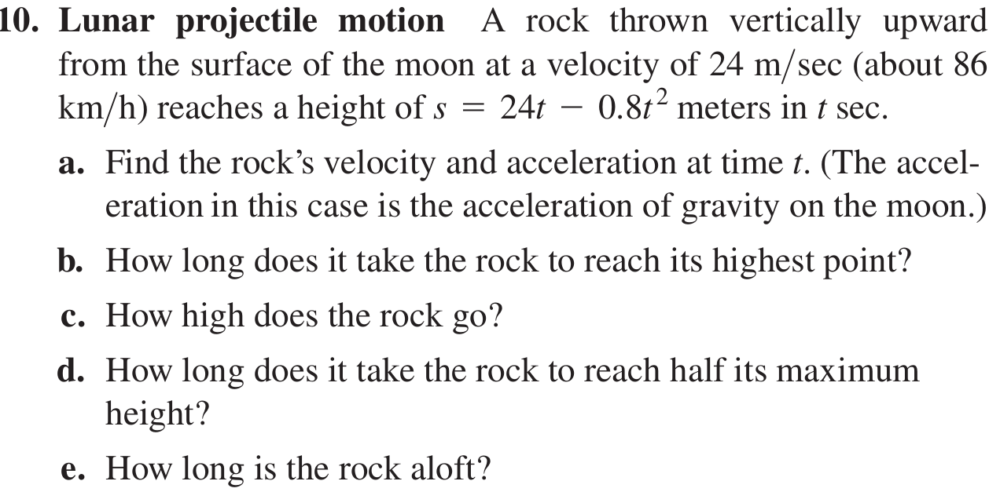 10. Lunar projectile motion A rock thrown vertically upward
from the surface of the moon at a velocity of 24 m/sec (about 86
km/h) reaches a height of s = 24t − 0.8t² meters in t sec.
a. Find the rock’s velocity and acceleration at time t. (The accel-
eration in this case is the acceleration of gravity on the moon.)
b. How long does it take the rock to reach its highest point?
c. How high does the rock go?
d. How long does it take the rock to reach half its maximum
height?
e. How long is the rock aloft?